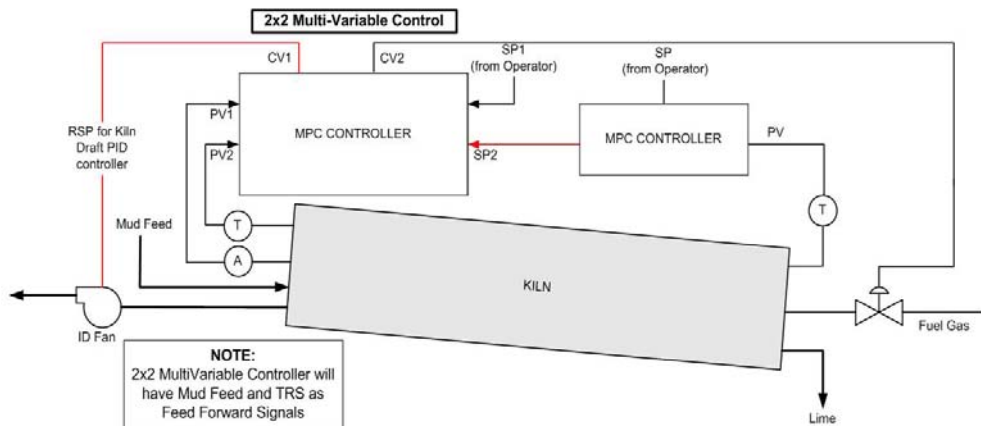 2x2 Multi-Variable Control
CV1
CV2
SP1
(from Operator)
SP
(from Operator)
PV1
MPC CONTROLLER
MPC CONTROLLER
PV
RSP for Kiln
Draft PID
controller
PV2
SP2
T
Mud Feed
T
A
KILN
ID Fan
Fuel Gas
NOTE:
2x2 MultiVariable Controller will
have Mud Feed and TRS as
Feed Forward Signals
Lime